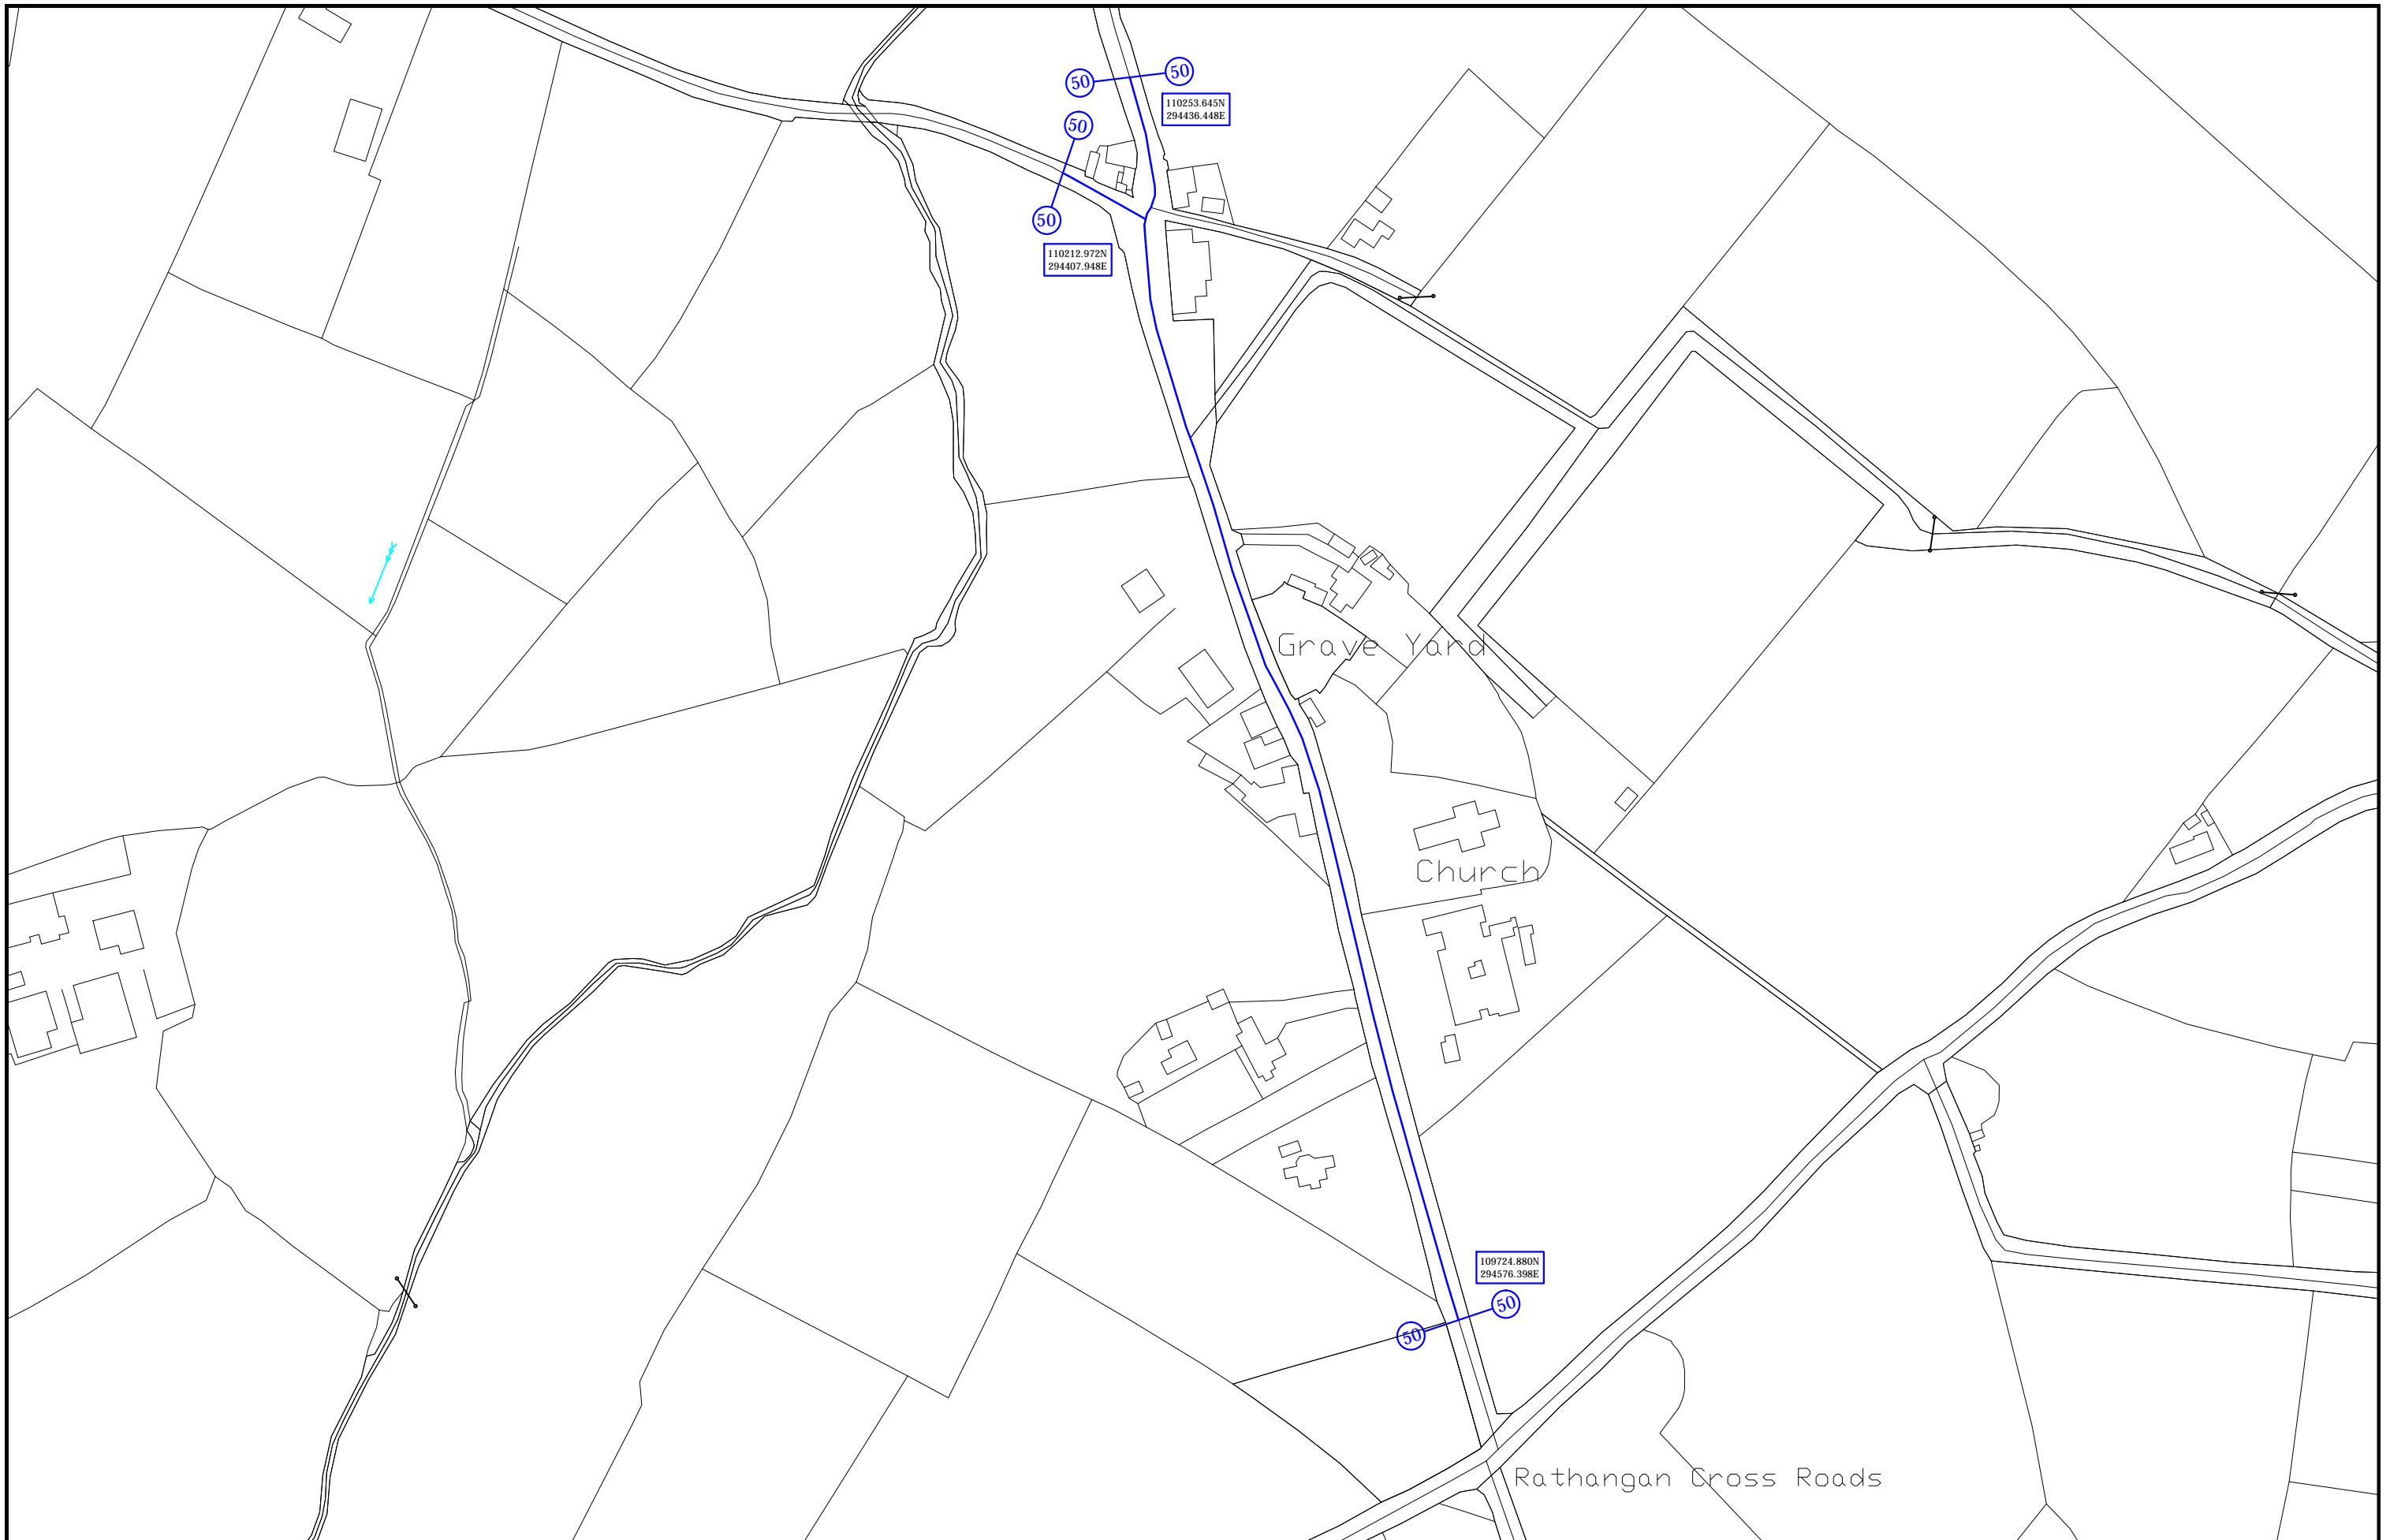 50
50
110253.645N
294436.448E
50
50
110212.972N
294407.948E
Grave Yard
Church
109724.880N
294576.398E
50
50
Rathangan Cross Roads